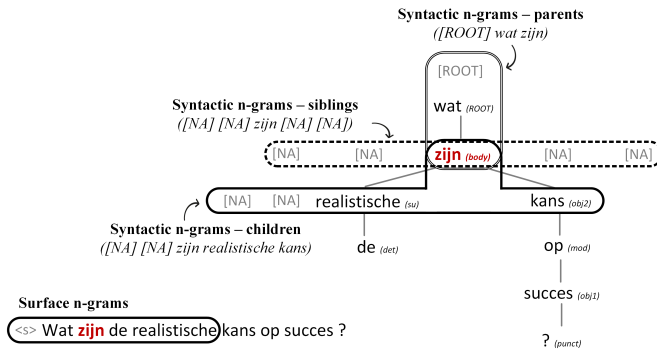 Syntactic n-grams – parents
([ROOT] wat zijn)
[ROOT]
wat (ROOT)
Syntactic n-grams – siblings
([NA] [NA] zijn [NA] [NA])
[NA] [NA] zijn (body) [NA] [NA]
[NA] [NA] realistische (su) kans (obj2)
Syntactic n-grams – children
([NA] [NA] zijn realistische kans)
de (det) op (mod)
succes (obj1)
Surface n-grams
<s> Wat zijn de realistische kans op succes ?
? (punct)